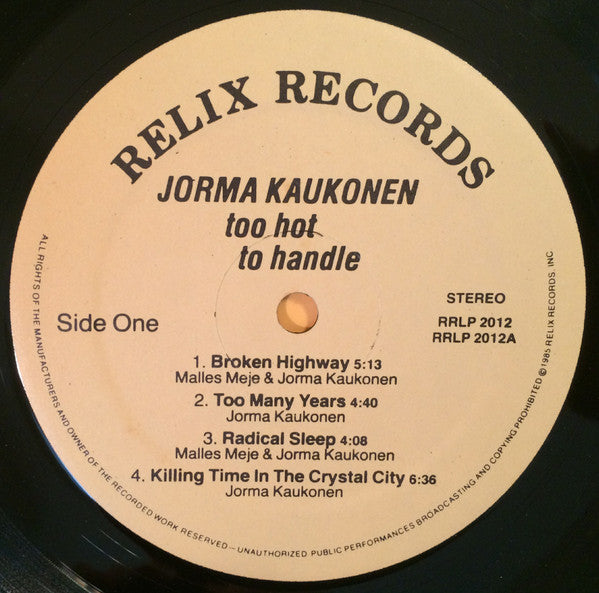 RELIX RECORDS
JORMA KAUKONEN
too hot
to handle
Side One
STEREO
RRLP 2012
RRLP 2012A
1. Broken Highway 5:13
Malles Meje & Jorma Kaukonen
2. Too Many Years 4:40
Jorma Kaukonen
3. Radical Sleep 4:08
Malles Meje & Jorma Kaukonen
4. Killing Time In The Crystal City 6:36
Jorma Kaukonen
ALL RIGHTS OF THE MANUFACTURERS AND OWNER OF THE RECORDED WORK RESERVED—UNAUTHORIZED PUBLIC PERFORMANCES BROADCASTING AND COPYING PROHIBITED © 1985 RELIX RECORDS, INC